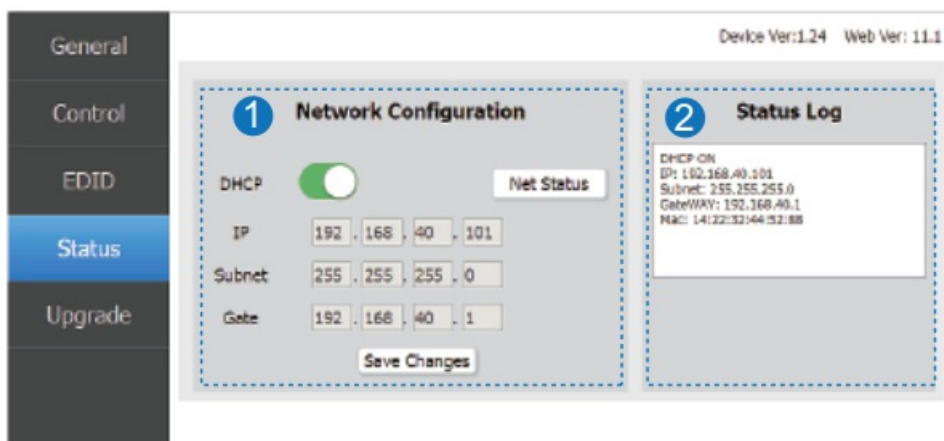 General
Control
EDID
Status
Upgrade
Device Ver:1.24 Web Ver: 11.1
1 Network Configuration
DHCP Net Status
IP 192 . 168 . 40 . 101
Subnet 255 . 255 . 255 . 0
Gate 192 . 168 . 40 . 1
Save Changes
2 Status Log
DHCP ON
IP: 192.168.40.101
Subnet: 255.255.255.0
GateWAY: 192.168.40.1
Mac: 14:22:32:44:52:88